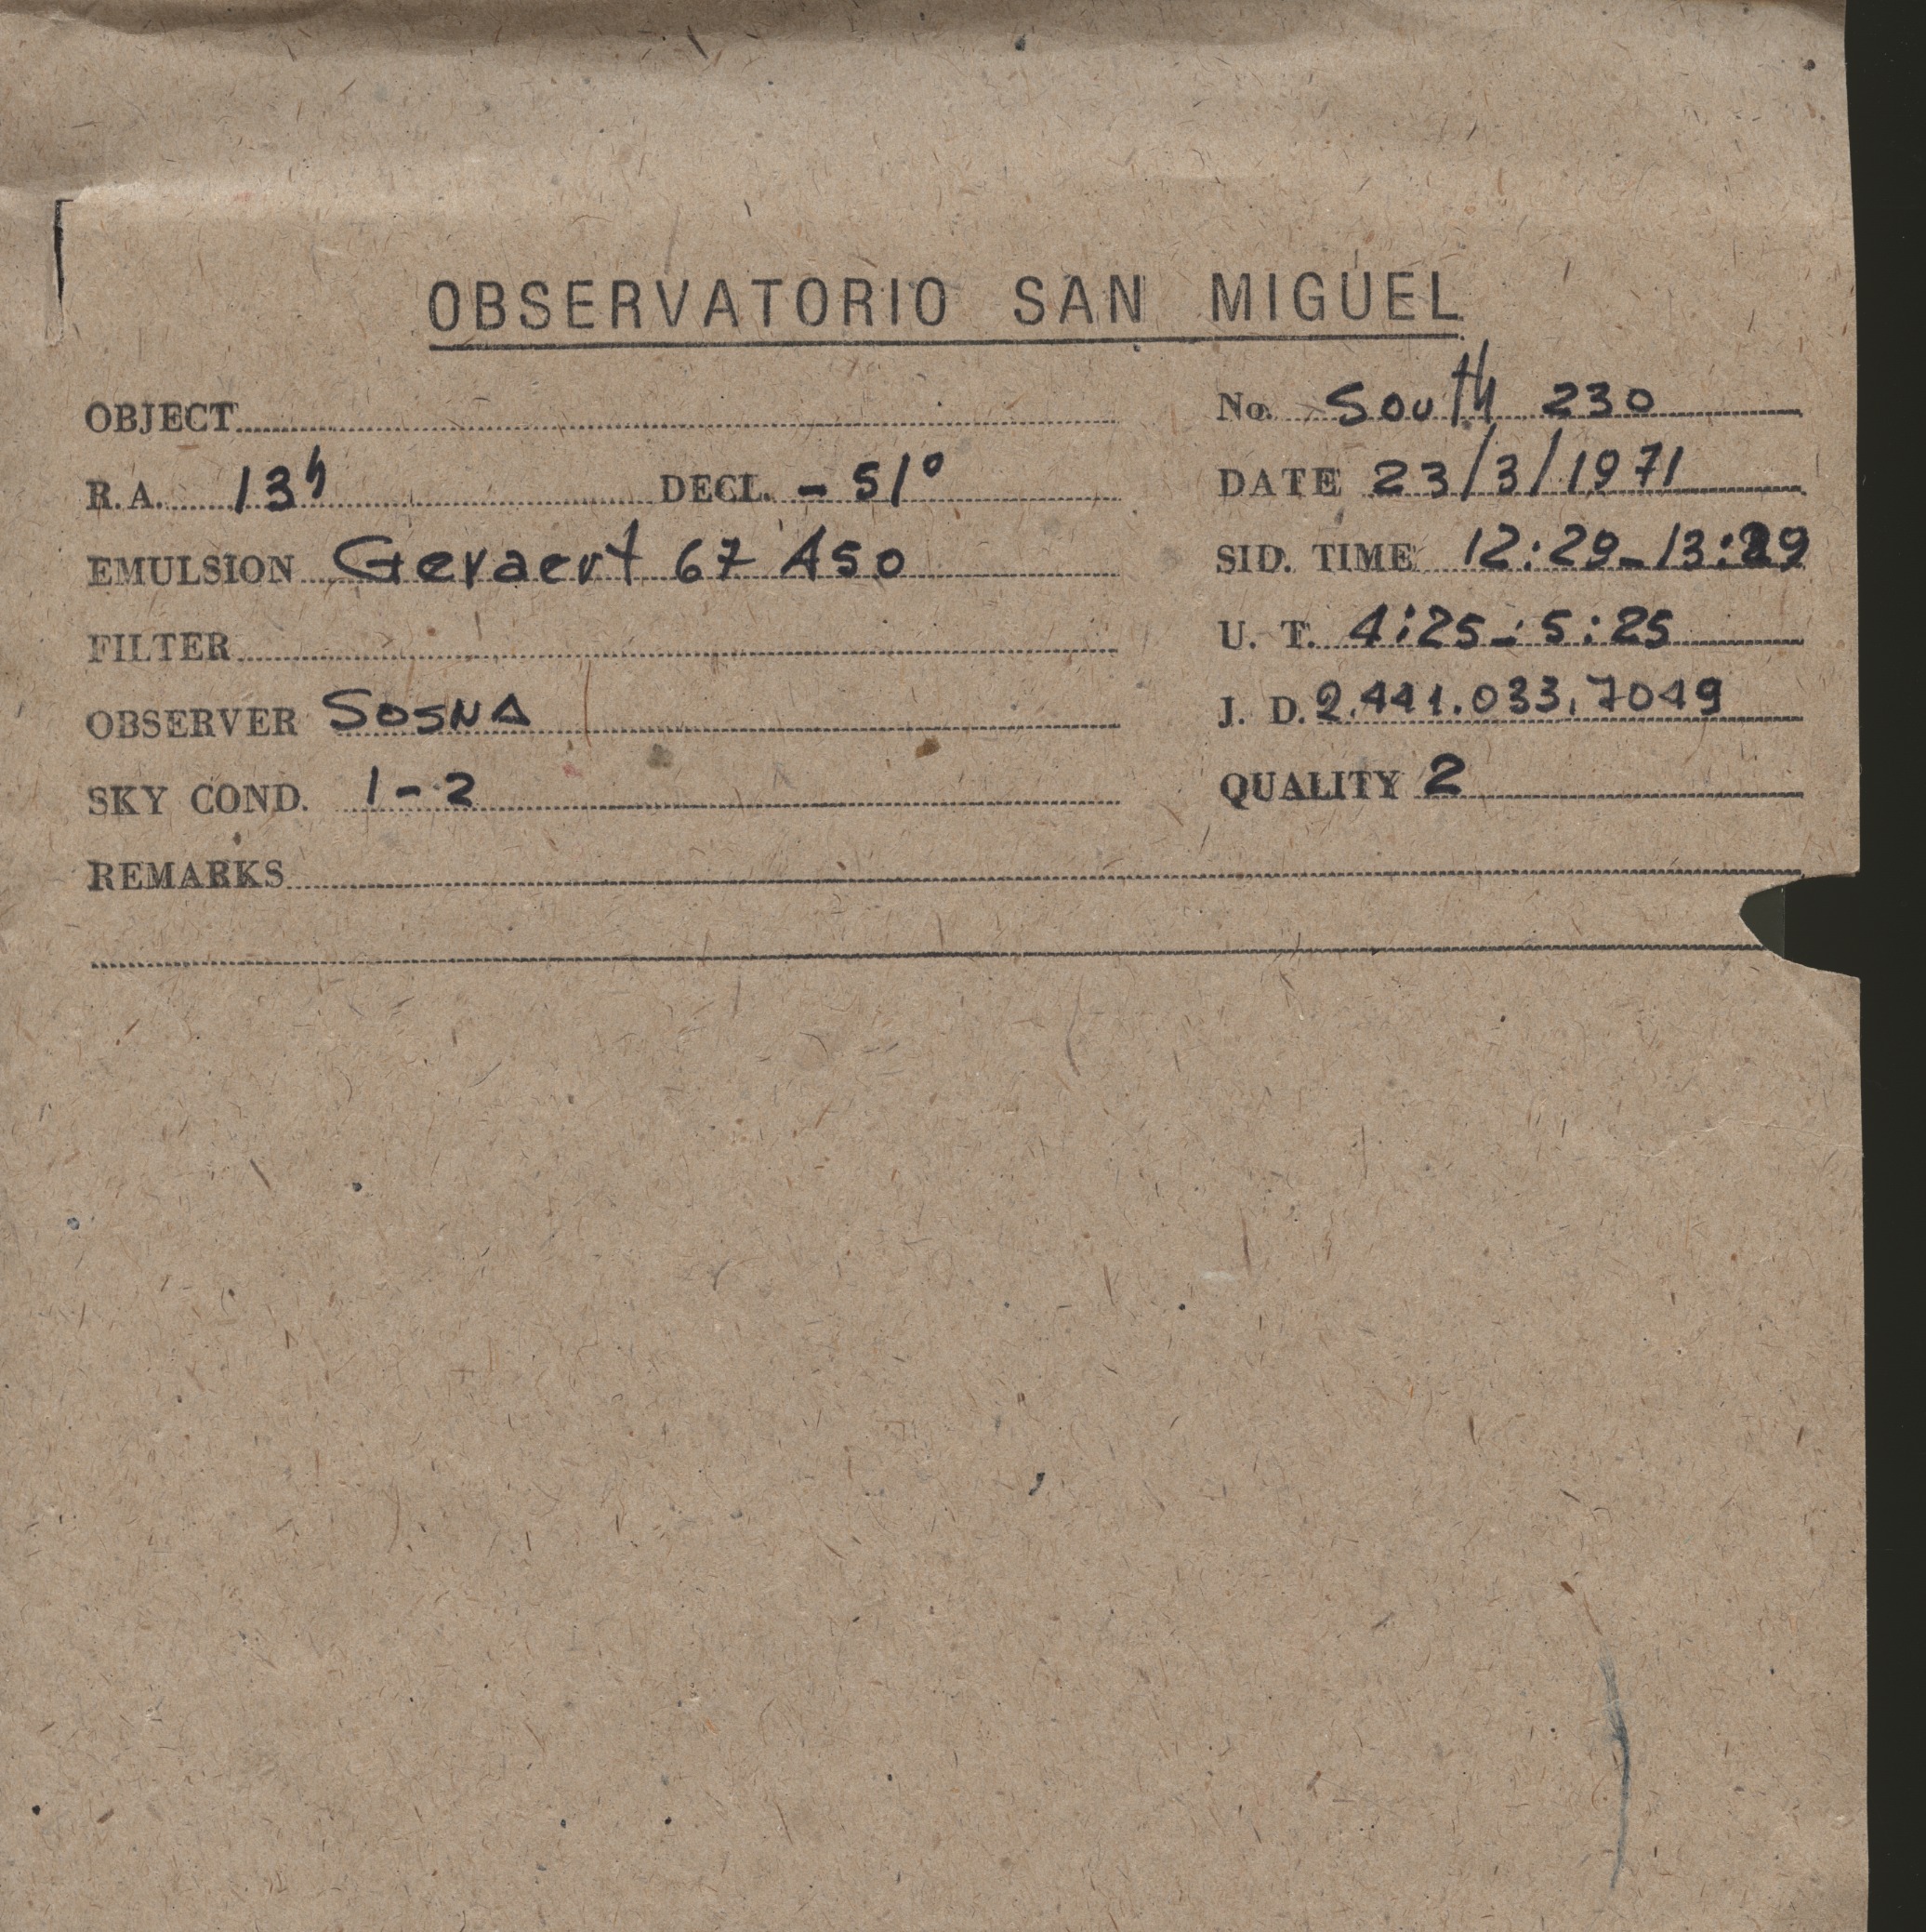 OBSERVATORIO SAN MIGUEL
OBJECT
No. South 230
R.A. 13h DECL. - 51°
DATE 23/3/1971
EMULSION Gevaert 67 A50
SID. TIME 12:29-13:29
FILTER
U. T. 4:25-5:25
OBSERVER SOSNA
J. D. 2.441.033,7049
SKY COND. 1-2
QUALITY 2
REMARKS